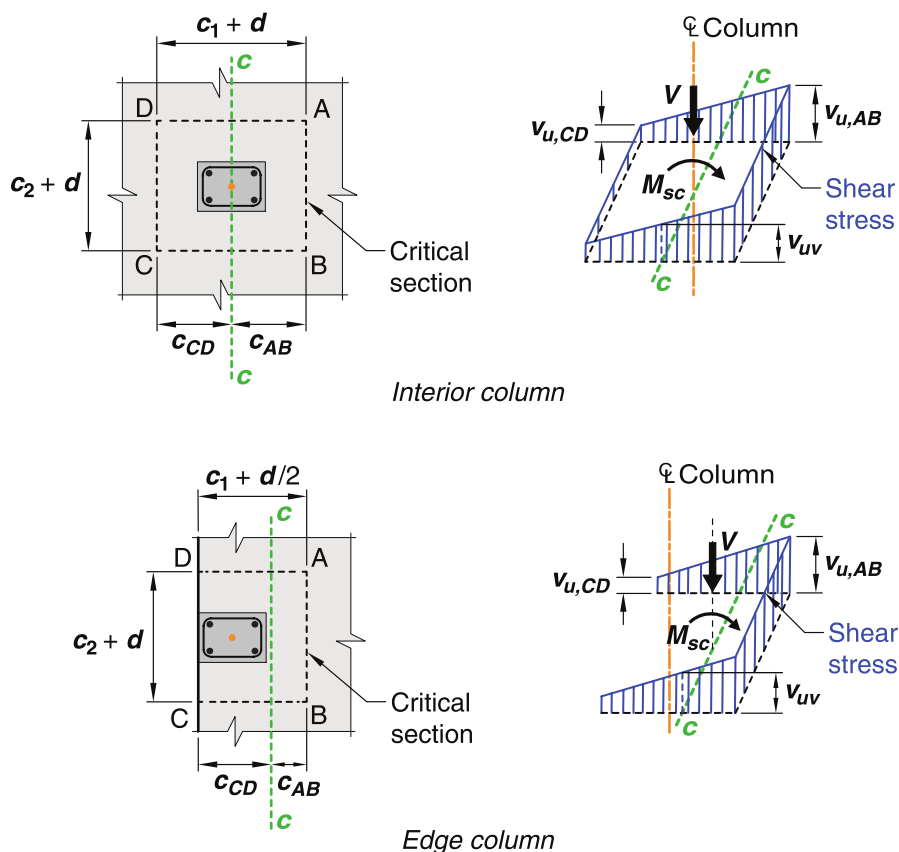 c1 + d
c
D
A
c2 + d
C
B
Critical
section
cCD
cAB
c
℄ Column
c
V
vu,CD
vu,AB
Msc
Shear
stress
vuv
c
Interior column
c1 + d/2
c
D
A
c2 + d
C
B
Critical
section
cCD
cAB
c
℄ Column
c
V
vu,CD
vu,AB
Msc
Shear
stress
vuv
c
Edge column